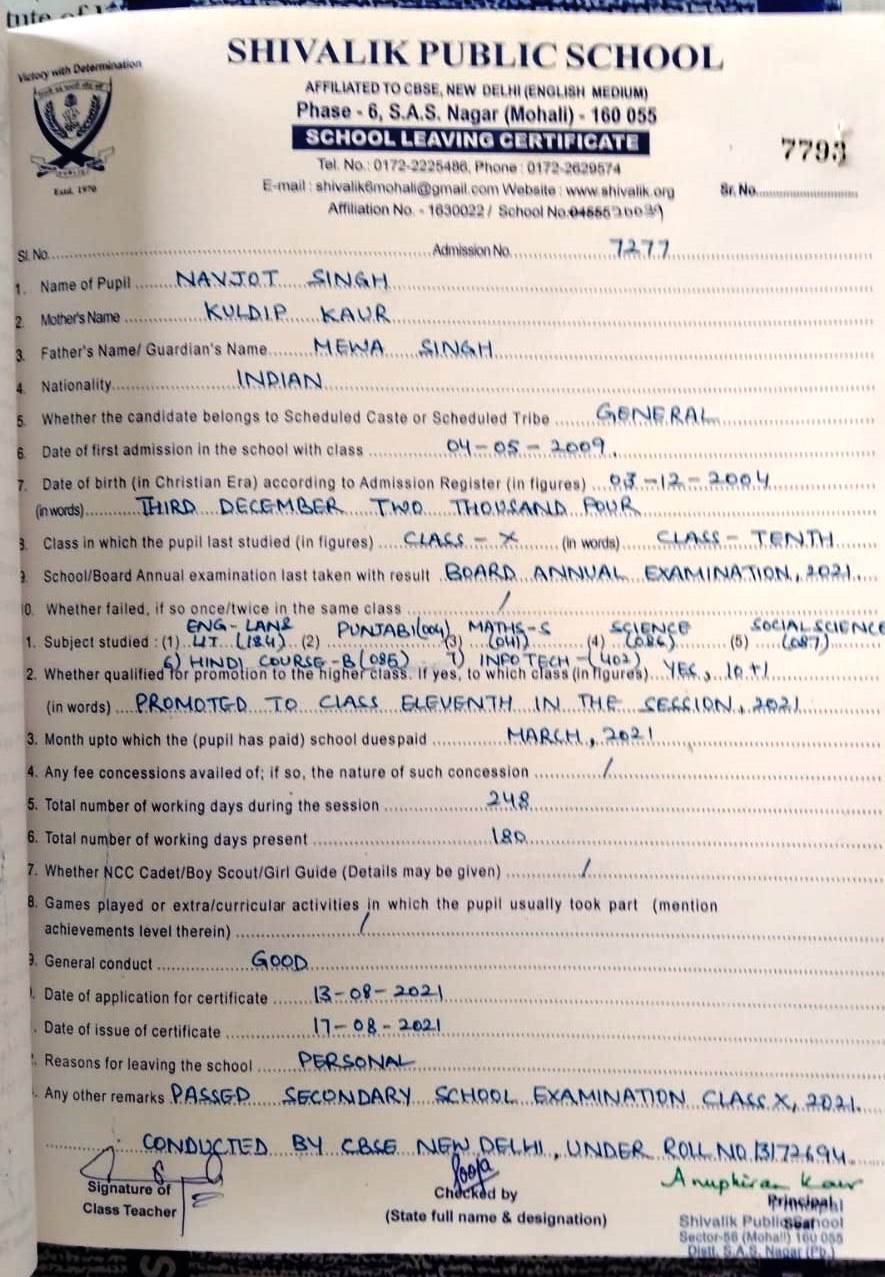 tute of
Victory with Determination
Estd. 1970
SHIVALIK PUBLIC SCHOOL
AFFILIATED TO CBSE, NEW DELHI (ENGLISH MEDIUM)
Phase - 6, S.A.S. Nagar (Mohali) - 160 055
SCHOOL LEAVING CERTIFICATE
7793
Tel. No. : 0172-2225486, Phone : 0172-2629574
E-mail : shivalik6mohali@gmail.com Website : www.shivalik.org
Sr. No.
Affiliation No. - 1630022 / School No.
Sl. No. Admission No. 7277
1. Name of Pupil NAVJOT SINGH
2. Mother's Name KULDIP KAUR
3. Father's Name/ Guardian's Name MEWA SINGH
4. Nationality INDIAN
5. Whether the candidate belongs to Scheduled Caste or Scheduled Tribe GENERAL
6. Date of first admission in the school with class 04-05-2009.
7. Date of birth (in Christian Era) according to Admission Register (in figures) 03-12-2004
(in words) THIRD DECEMBER TWO THOUSAND FOUR
8. Class in which the pupil last studied (in figures) CLASS - X (in words) CLASS - TENTH
9. School/Board Annual examination last taken with result BOARD ANNUAL EXAMINATION, 2021.
0. Whether failed, if so once/twice in the same class /
ENG-LANG PUNJABI(004) MATHS-S SCIENCE SOCIAL SCIENCE
1. Subject studied : (1) LIT (184) (2) (3) (041) (4) (086) (5) (087)
6) HINDI COURSE-B(085) 7) INFO TECH-(402)
2. Whether qualified for promotion to the higher class. If yes, to which class (in figures) YES, 10+1
(in words) PROMOTED TO CLASS ELEVENTH IN THE SESSION, 2021
3. Month upto which the (pupil has paid) school duespaid MARCH, 2021
4. Any fee concessions availed of; if so, the nature of such concession /
5. Total number of working days during the session 248
6. Total number of working days present 180
7. Whether NCC Cadet/Boy Scout/Girl Guide (Details may be given) /
8. Games played or extra/curricular activities in which the pupil usually took part (mention
achievements level therein) /
9. General conduct GOOD
. Date of application for certificate 13-08-2021
. Date of issue of certificate 17-08-2021
. Reasons for leaving the school PERSONAL
. Any other remarks PASSED SECONDARY SCHOOL EXAMINATION CLASS X, 2021.
CONDUCTED BY CBSE NEW DELHI, UNDER ROLL NO. 13172694.
Signature of
Class Teacher
Pooja
Checked by
(State full name & designation)
Anupkiran Kaur
Principal
Shivalik Public School
Sector-56 (Mohali) 160 055
Distt. S.A.S. Nagar (Pb.)